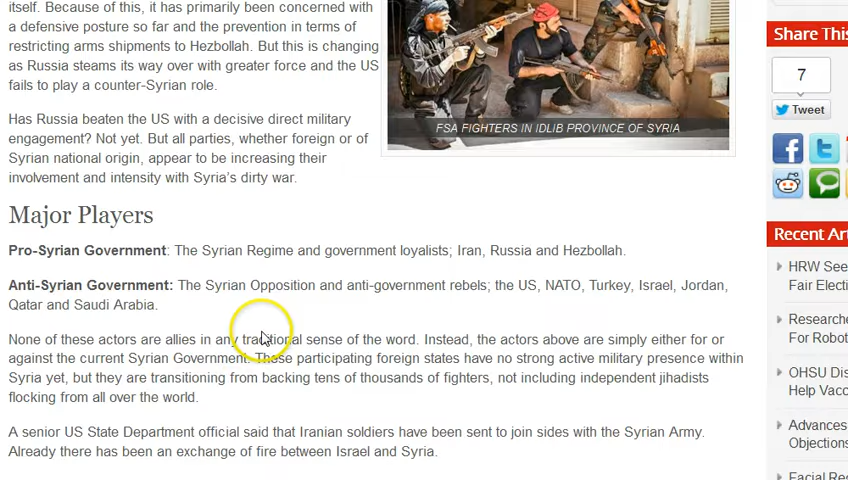 itself. Because of this, it has primarily been concerned with
a defensive posture so far and the prevention in terms of
restricting arms shipments to Hezbollah. But this is changing
as Russia steams its way over with greater force and the US
fails to play a counter-Syrian role.
Has Russia beaten the US with a decisive direct military
engagement? Not yet. But all parties, whether foreign or of
Syrian national origin, appear to be increasing their
involvement and intensity with Syria's dirty war.
FSA FIGHTERS IN IDLIB PROVINCE OF SYRIA
Major Players
Pro-Syrian Government: The Syrian Regime and government loyalists; Iran, Russia and Hezbollah.
Anti-Syrian Government: The Syrian Opposition and anti-government rebels; the US, NATO, Turkey, Israel, Jordan,
Qatar and Saudi Arabia.
None of these actors are allies in any traditional sense of the word. Instead, the actors above are simply either for or
against the current Syrian Government. These participating foreign states have no strong active military presence within
Syria yet, but they are transitioning from backing tens of thousands of fighters, not including independent jihadists
flocking from all over the world.
A senior US State Department official said that Iranian soldiers have been sent to join sides with the Syrian Army.
Already there has been an exchange of fire between Israel and Syria.
Share This
7
Tweet
Recent Ar
HRW See
Fair Electi
Researche
For Robot
OHSU Dis
Help Vacc
Advances
Objections
Facial Res